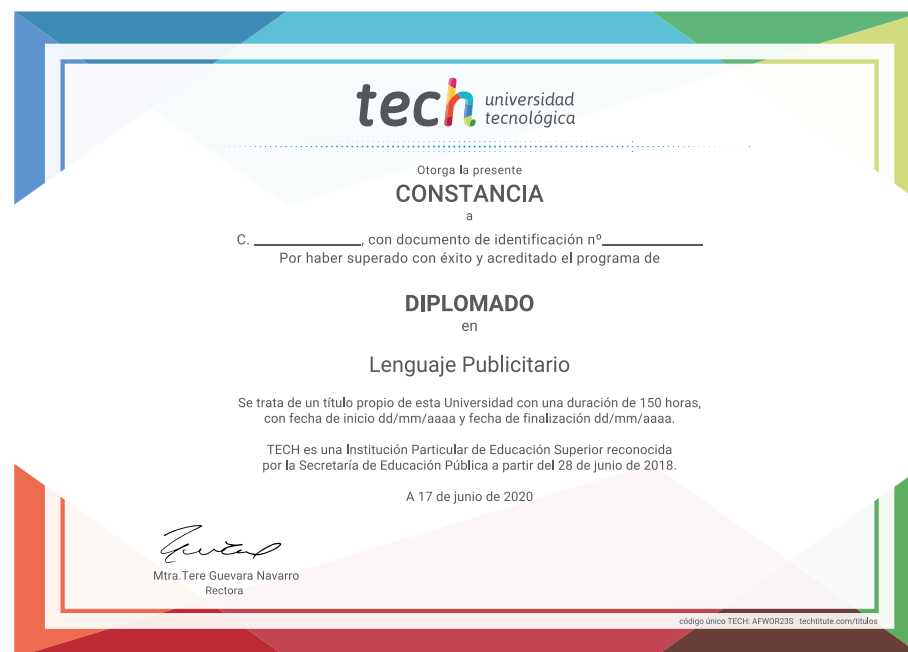 tech universidad
tecnológica
Otorga la presente
CONSTANCIA
a
C. ______________, con documento de identificación nº_____________
Por haber superado con éxito y acreditado el programa de
DIPLOMADO
en
Lenguaje Publicitario
Se trata de un título propio de esta Universidad con una duración de 150 horas,
con fecha de inicio dd/mm/aaaa y fecha de finalización dd/mm/aaaa.
TECH es una Institución Particular de Educación Superior reconocida
por la Secretaría de Educación Pública a partir del 28 de junio de 2018.
A 17 de junio de 2020
Mtra.Tere Guevara Navarro
Rectora
código único TECH: AFWOR23S techtitute.com/titulos